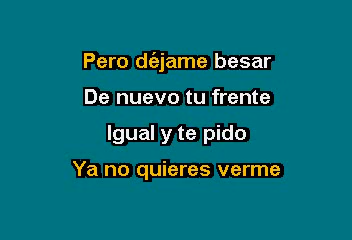 Pero déjame besar
De nuevo tu frente
Igual y te pido
Ya no quieres verme